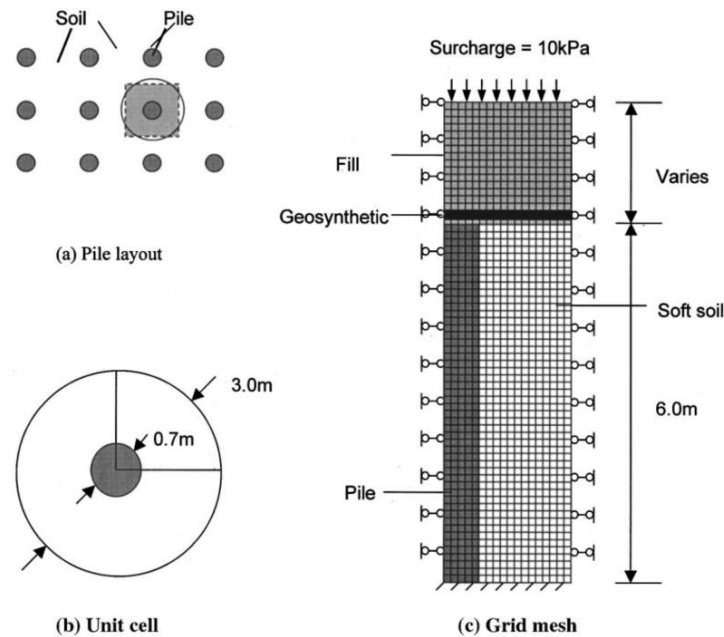 Soil
Pile
(a) Pile layout
3.0m
0.7m
(b) Unit cell
Surcharge = 10kPa
Fill
Varies
Geosynthetic
Soft soil
6.0m
Pile
(c) Grid mesh